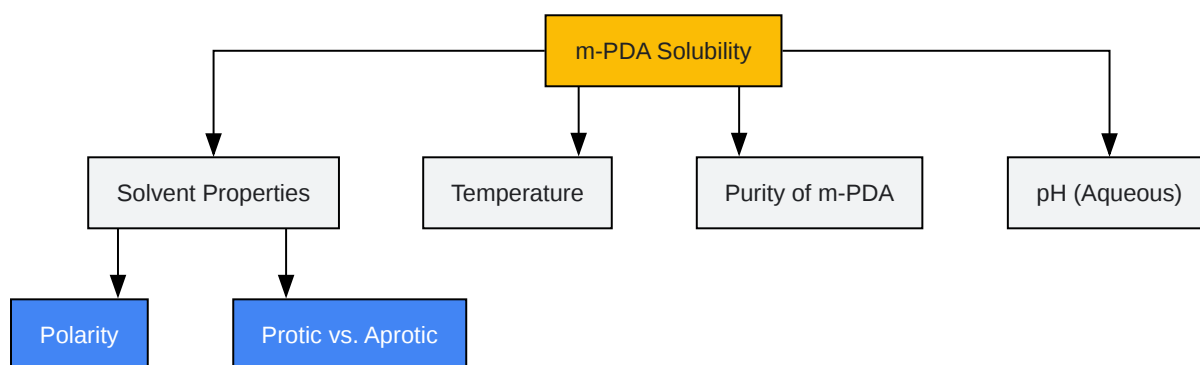 m-PDA Solubility
Solvent Properties
Temperature
Purity of m-PDA
pH (Aqueous)
Polarity
Protic vs. Aprotic